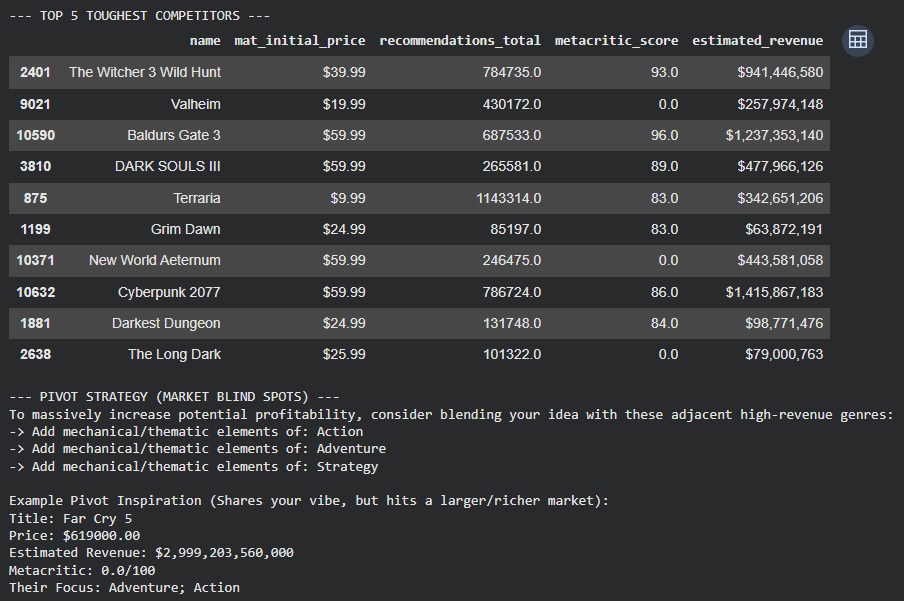 --- TOP 5 TOUGHEST COMPETITORS ---
name mat_initial_price recommendations_total metacritic_score estimated_revenue
2401 The Witcher 3 Wild Hunt $39.99 784735.0 93.0 $941,446,580
9021 Valheim $19.99 430172.0 0.0 $257,974,148
10590 Baldurs Gate 3 $59.99 687533.0 96.0 $1,237,353,140
3810 DARK SOULS III $59.99 265581.0 89.0 $477,966,126
875 Terraria $9.99 1143314.0 83.0 $342,651,206
1199 Grim Dawn $24.99 85197.0 83.0 $63,872,191
10371 New World Aeternum $59.99 246475.0 0.0 $443,581,058
10632 Cyberpunk 2077 $59.99 786724.0 86.0 $1,415,867,183
1881 Darkest Dungeon $24.99 131748.0 84.0 $98,771,476
2638 The Long Dark $25.99 101322.0 0.0 $79,000,763
--- PIVOT STRATEGY (MARKET BLIND SPOTS) ---
To massively increase potential profitability, consider blending your idea with these adjacent high-revenue genres:
-> Add mechanical/thematic elements of: Action
-> Add mechanical/thematic elements of: Adventure
-> Add mechanical/thematic elements of: Strategy
Example Pivot Inspiration (Shares your vibe, but hits a larger/richer market):
Title: Far Cry 5
Price: $619000.00
Estimated Revenue: $2,999,203,560,000
Metacritic: 0.0/100
Their Focus: Adventure; Action